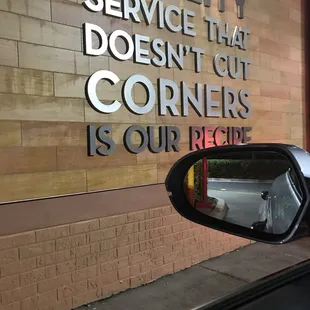 SERVICE THAT
DOESN'T CUT
CORNERS
IS OUR RECIPE